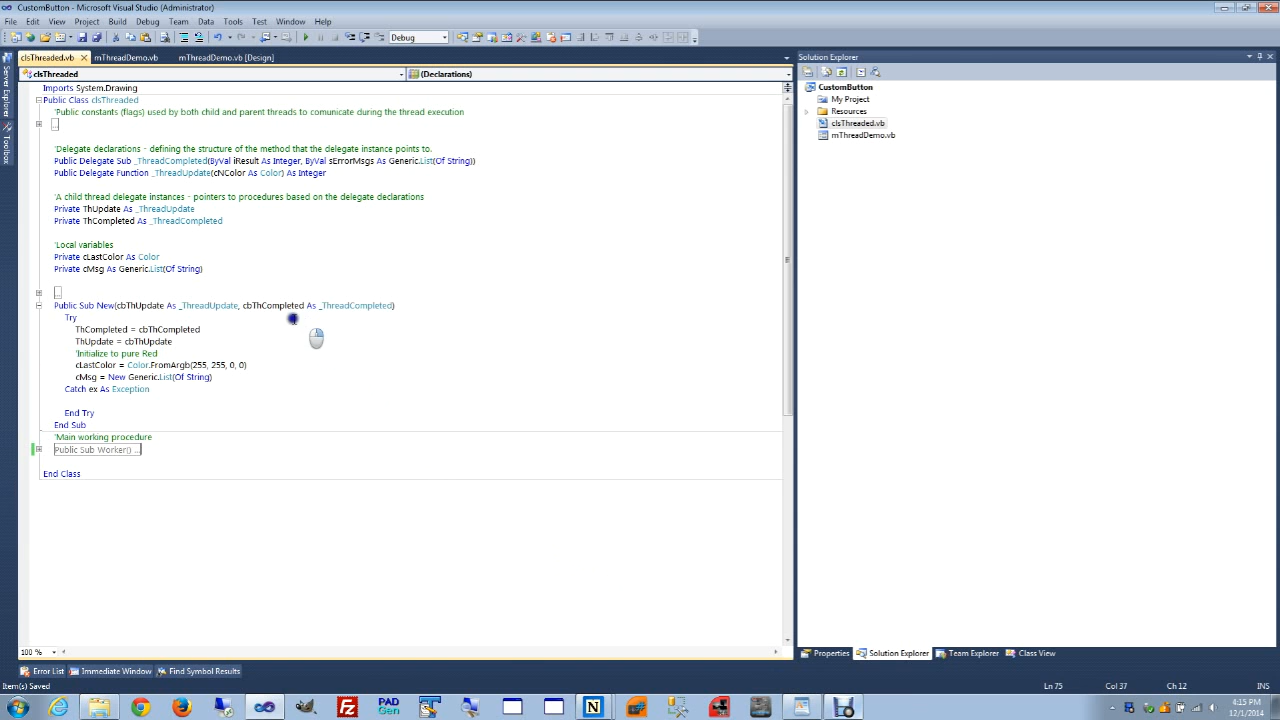 CustomButton - Microsoft Visual Studio (Administrator)
File Edit View Project Build Debug Team Data Tools Test Window Help
Debug
clsThreaded.vb mThreadDemo.vb mThreadDemo.vb [Design]
clsThreaded (Declarations)
Imports System.Drawing
Public Class clsThreaded
'Public constants (flags) used by both child and parent threads to comunicate during the thread execution
...
'Delegate declarations - defining the structure of the method that the delegate instance points to.
Public Delegate Sub _ThreadCompleted(ByVal iResult As Integer, ByVal sErrorMsgs As Generic.List(Of String))
Public Delegate Function _ThreadUpdate(cNColor As Color) As Integer
'A child thread delegate instances - pointers to procedures based on the delegate declarations
Private ThUpdate As _ThreadUpdate
Private ThCompleted As _ThreadCompleted
'Local variables
Private cLastColor As Color
Private cMsg As Generic.List(Of String)
...
Public Sub New(cbThUpdate As _ThreadUpdate, cbThCompleted As _ThreadCompleted)
Try
ThCompleted = cbThCompleted
ThUpdate = cbThUpdate
'Initialize to pure Red
cLastColor = Color.FromArgb(255, 255, 0, 0)
cMsg = New Generic.List(Of String)
Catch ex As Exception
End Try
End Sub
'Main working procedure
Public Sub Worker() ...
End Class
100 %
Server Explorer
Toolbox
Solution Explorer
CustomButton
My Project
Resources
clsThreaded.vb
mThreadDemo.vb
Properties Solution Explorer Team Explorer Class View
Error List Immediate Window Find Symbol Results
Item(s) Saved Ln 75 Col 37 Ch 12 INS
PAD
Gen
Fz
N
4:15 PM
12/1/2014